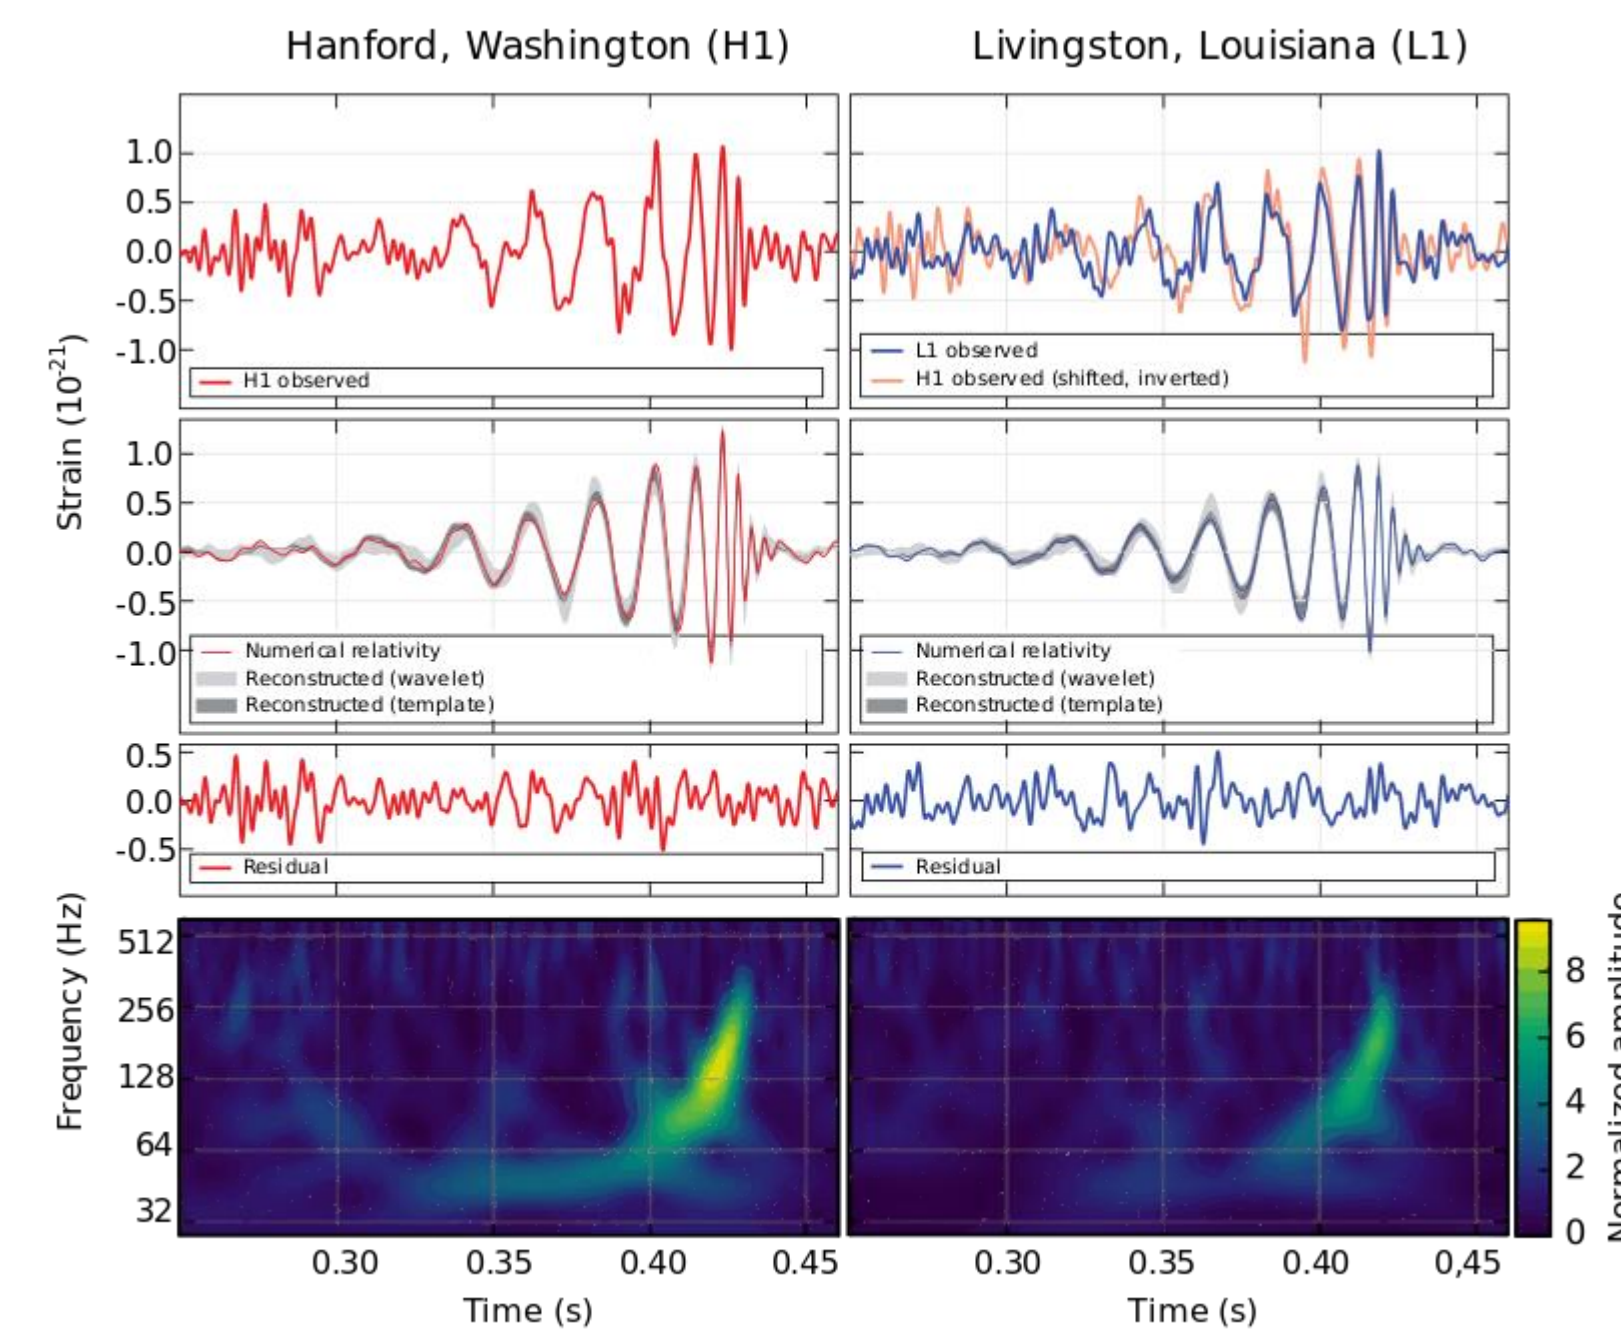 Hanford, Washington (H1)
Livingston, Louisiana (L1)
Strain (10-21)
1.0
0.5
0.0
-0.5
-1.0
H1 observed
L1 observed
H1 observed (shifted, inverted)
1.0
0.5
0.0
-0.5
-1.0
Numerical relativity
Reconstructed (wavelet)
Reconstructed (template)
Numerical relativity
Reconstructed (wavelet)
Reconstructed (template)
0.5
0.0
-0.5
Residual
Residual
Frequency (Hz)
512
256
128
64
32
8
6
4
2
0
Normalized amplitude
0.30 0.35 0.40 0.45
0.30 0.35 0.40 0,45
Time (s)
Time (s)